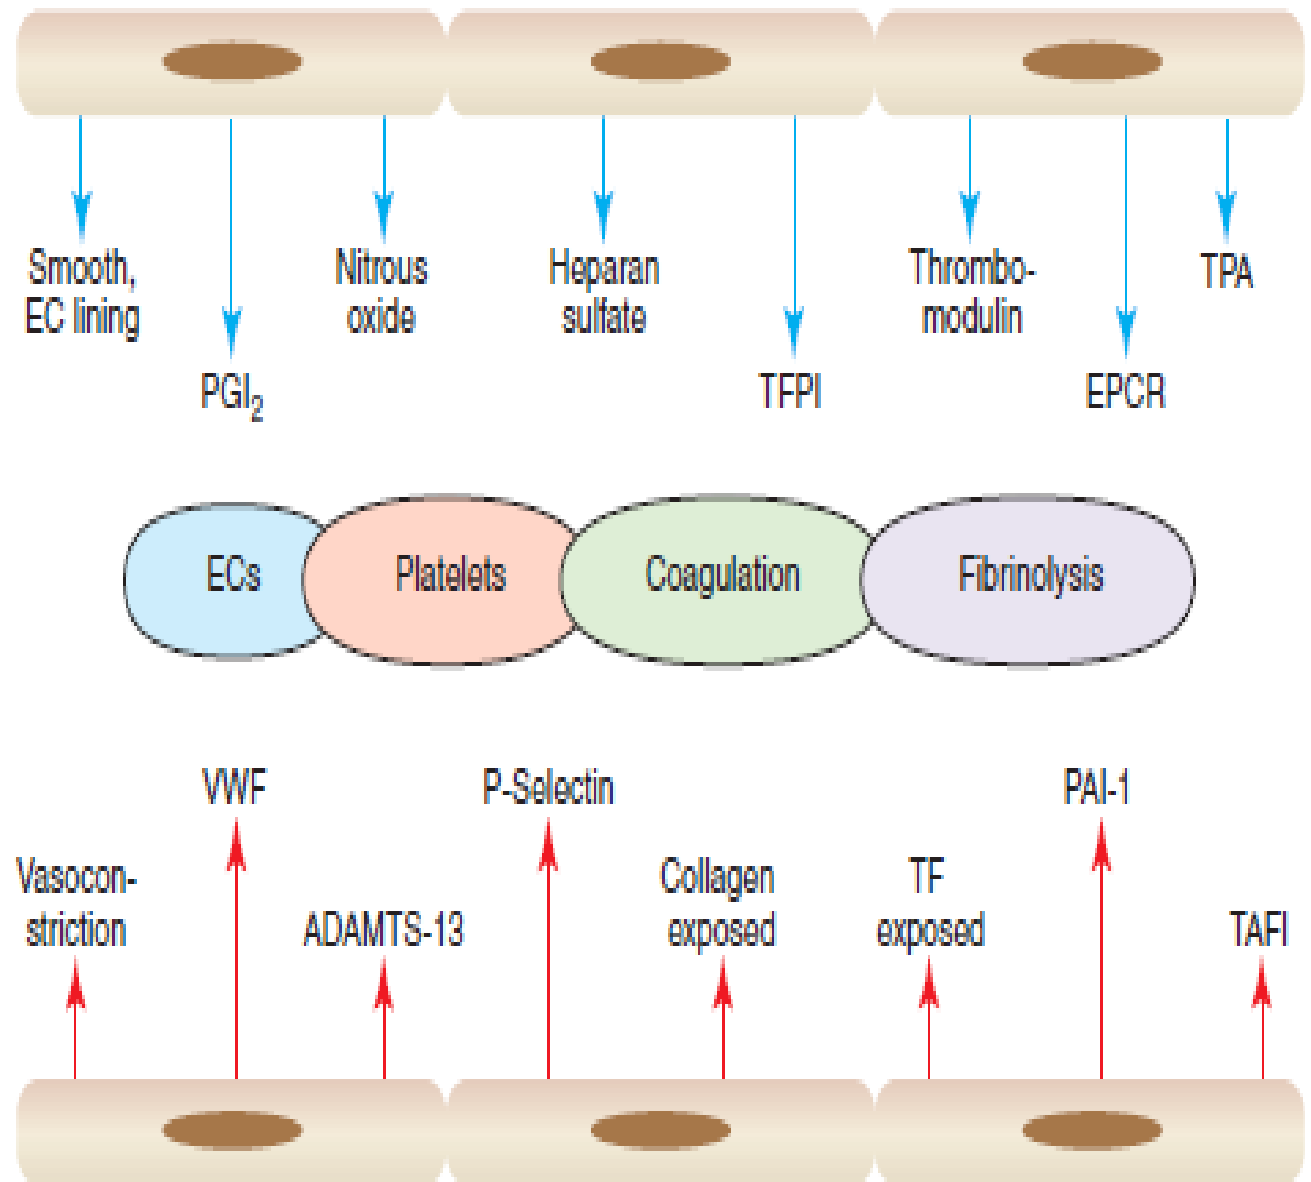 Smooth,
EC lining
PGI₂
Nitrous
oxide
Heparan
sulfate
TFPI
Thrombo-
modulin
EPCR
TPA
ECs
Platelets
Coagulation
Fibrinolysis
Vasocon-
striction
VWF
ADAMTS-13
P-Selectin
Collagen
exposed
TF
exposed
PAI-1
TAFI